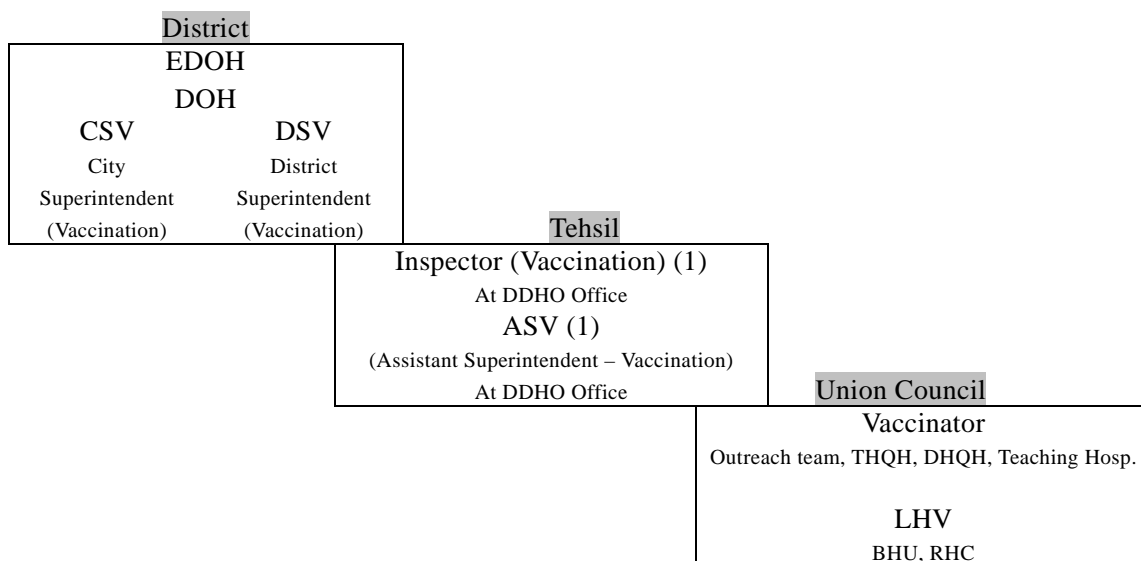 District
EDOH
DOH
CSV DSV
City District
Superintendent Superintendent
(Vaccination) (Vaccination)
Tehsil
Inspector (Vaccination) (1)
At DDHO Office
ASV (1)
(Assistant Superintendent – Vaccination)
At DDHO Office
Union Council
Vaccinator
Outreach team, THQH, DHQH, Teaching Hosp.
LHV
BHU, RHC